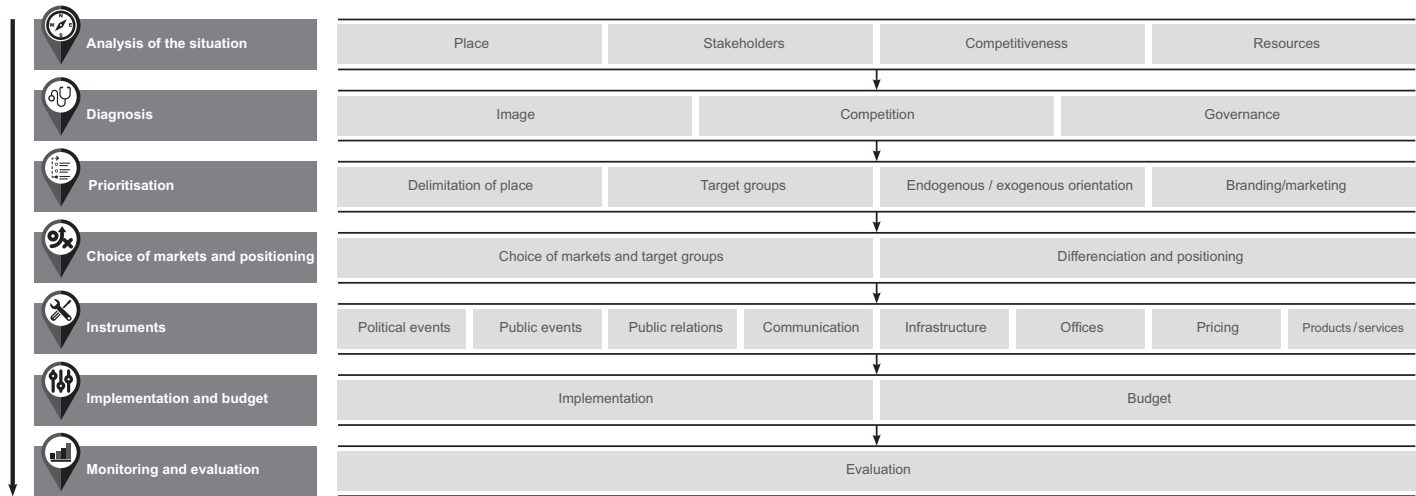 N
W E
S
Analysis of the situation
Place Stakeholders Competitiveness Resources
Diagnosis
Image Competition Governance
Prioritisation
Delimitation of place Target groups Endogenous / exogenous orientation Branding/marketing
Choice of markets and positioning
Choice of markets and target groups Differenciation and positioning
Instruments
Political events Public events Public relations Communication Infrastructure Offices Pricing Products/services
Implementation and budget
Implementation Budget
Monitoring and evaluation
Evaluation